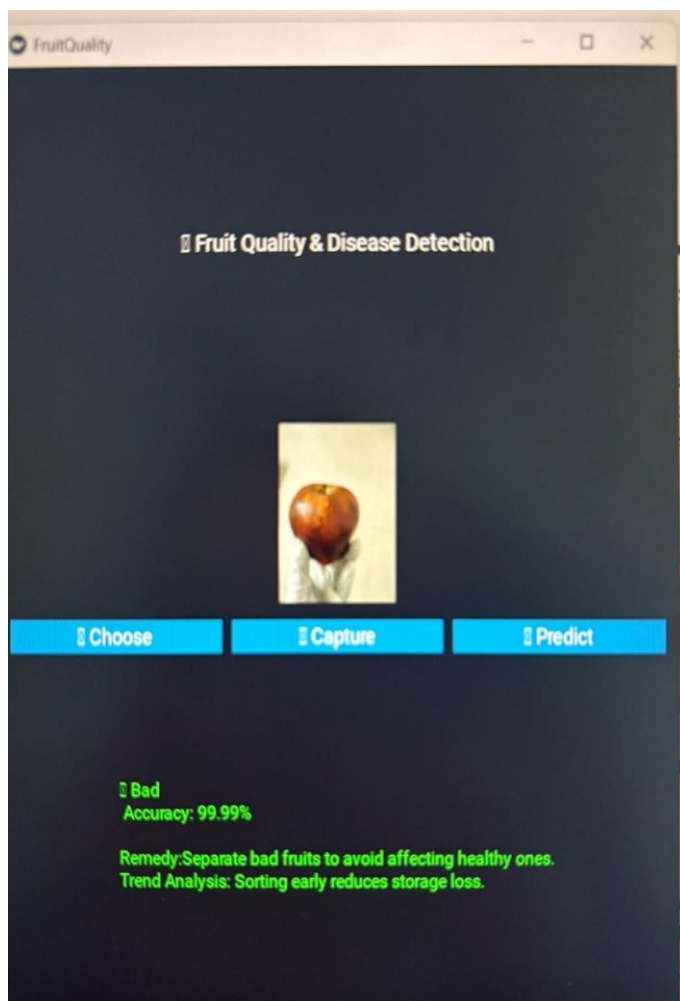 FruitQuality
Fruit Quality & Disease Detection
Choose
Capture
Predict
Bad
Accuracy: 99.99%
Remedy:Separate bad fruits to avoid affecting healthy ones.
Trend Analysis: Sorting early reduces storage loss.